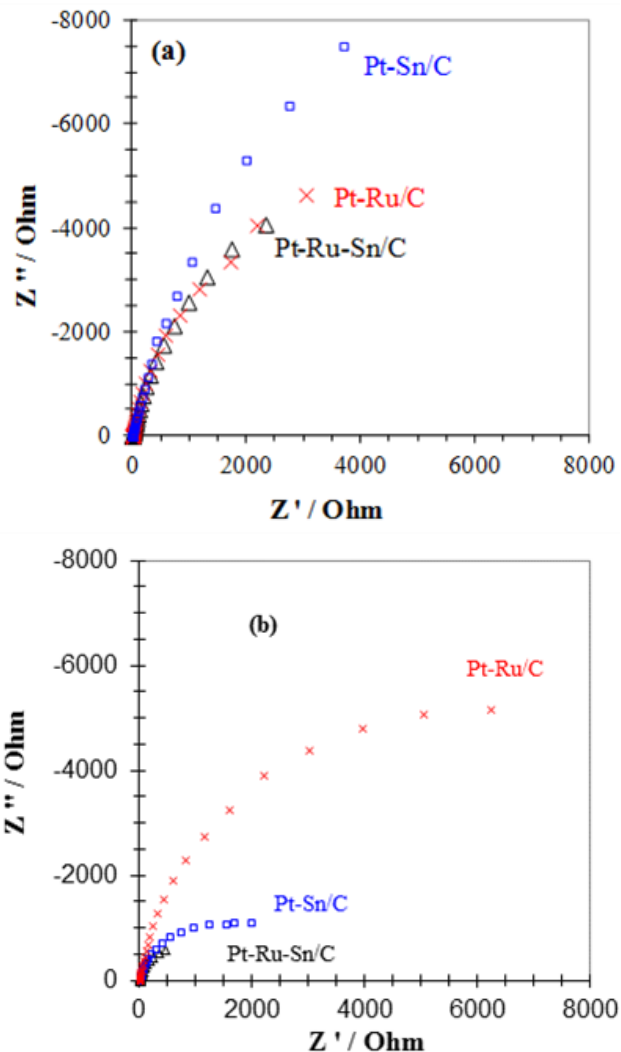 (a)
-8000
-6000
-4000
-2000
0
Z '' / Ohm
Pt-Sn/C
Pt-Ru/C
Pt-Ru-Sn/C
0 2000 4000 6000 8000
Z ' / Ohm
(b)
-8000
-6000
-4000
-2000
0
Z '' / Ohm
Pt-Ru/C
Pt-Sn/C
Pt-Ru-Sn/C
0 2000 4000 6000 8000
Z ' / Ohm